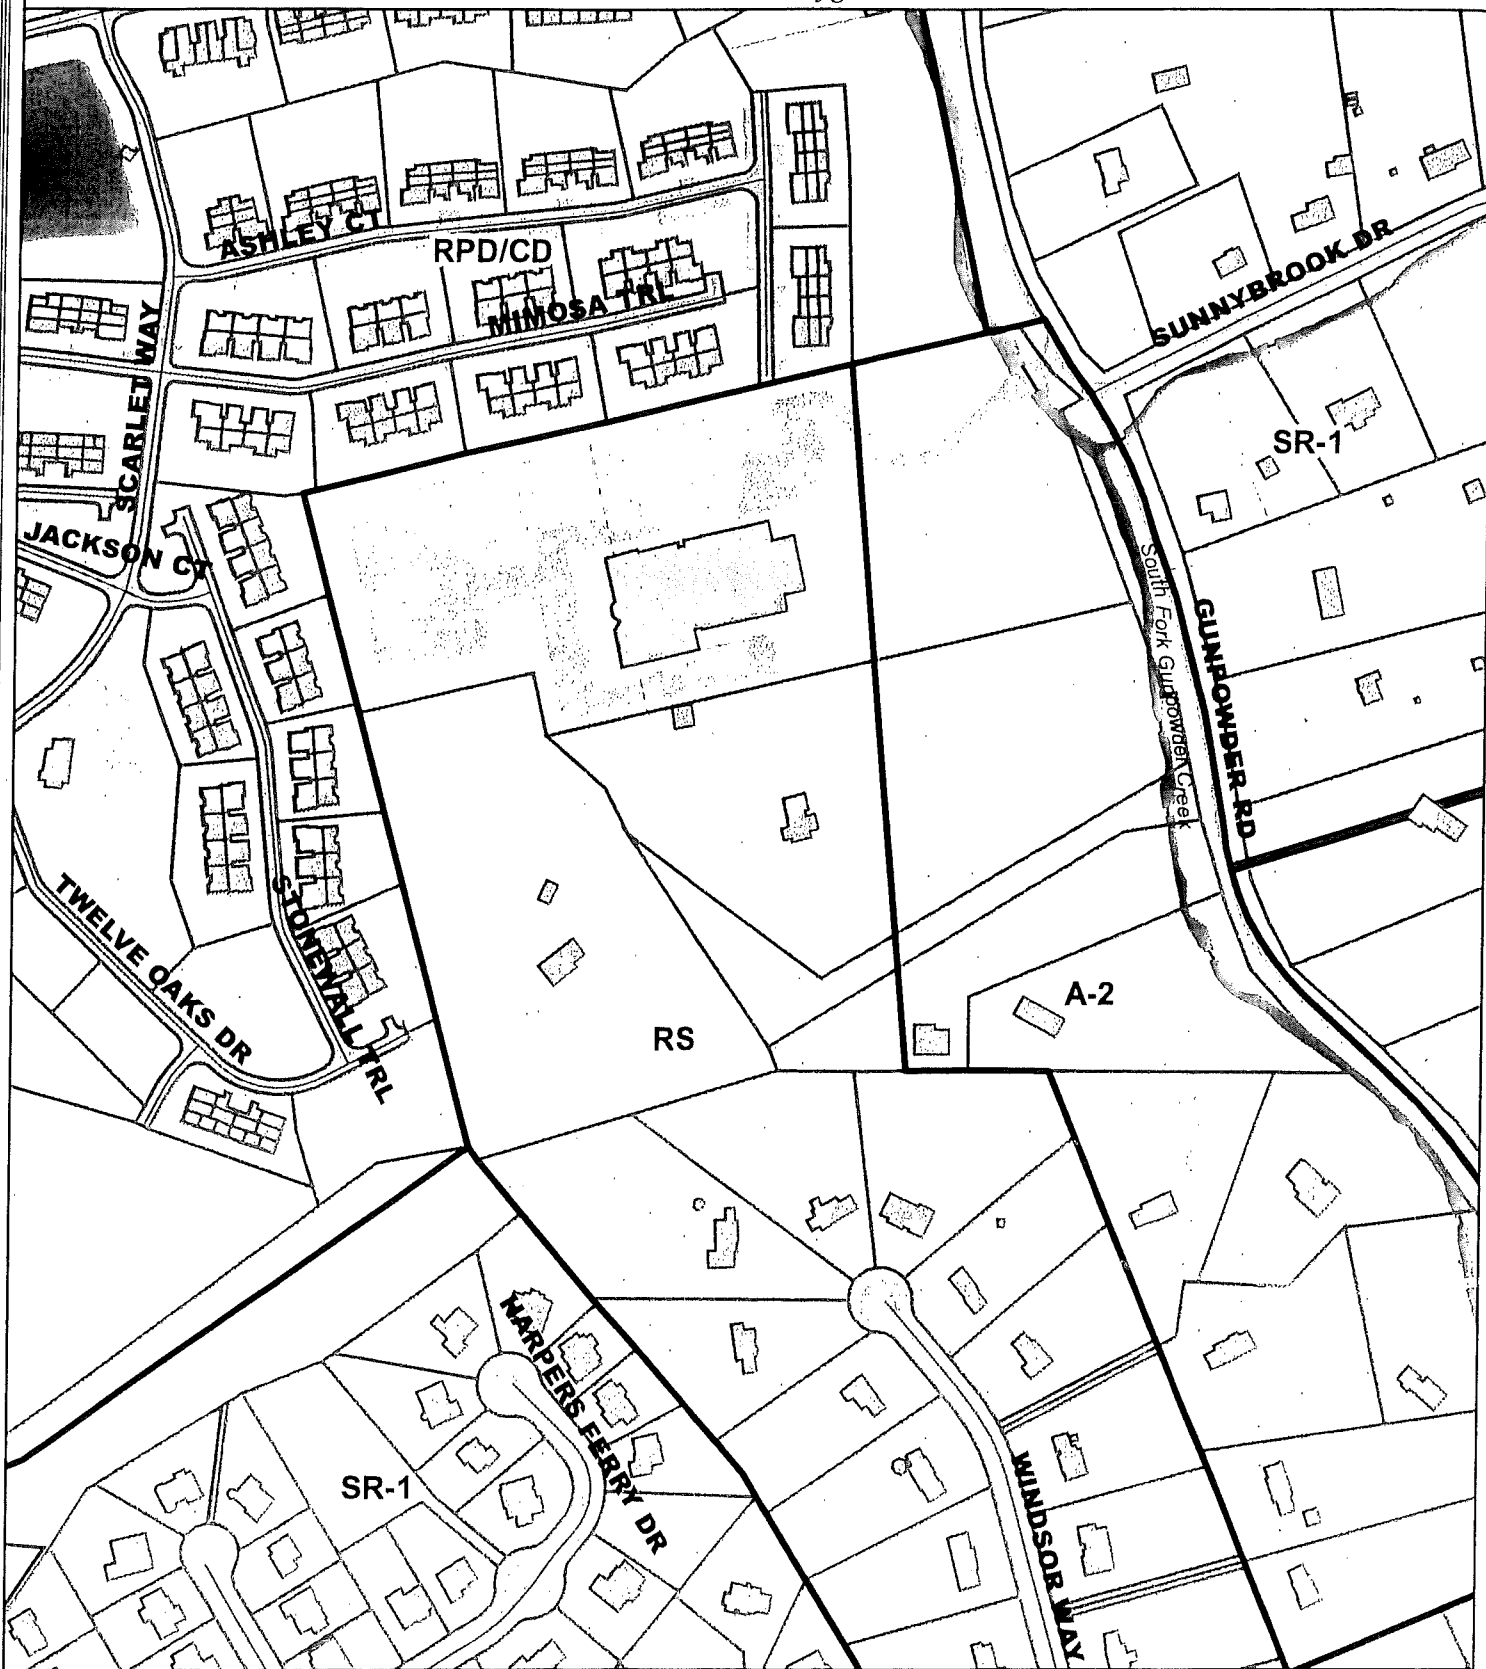 ASHLEY CT
RPD/CD
MIMOSA TRL
SUNNYBROOK DR
SCARLET WAY
SR-1
JACKSON CT
South Fork Gunpowder Creek
GUNPOWDER RD
TWELVE OAKS DR
STONEWALL TRL
A-2
RS
HARPERS FERRY DR
SR-1
WINDSOR WAY